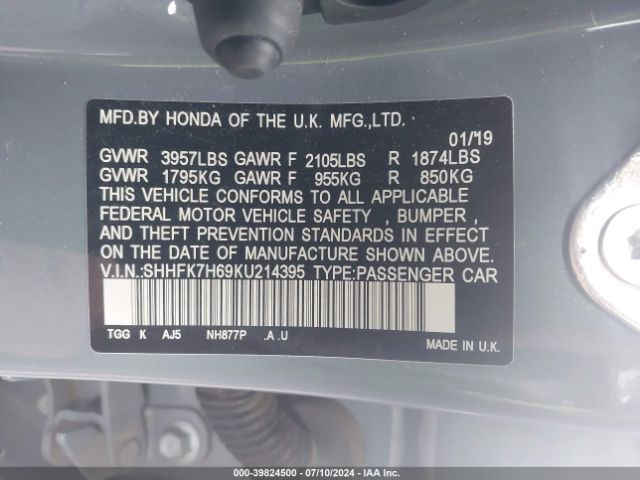 MFD.BY HONDA OF THE U.K. MFG.,LTD.
01/19
GVWR 3957LBS GAWR F 2105LBS R 1874LBS
GVWR 1795KG GAWR F 955KG R 850KG
THIS VEHICLE CONFORMS TO ALL APPLICABLE
FEDERAL MOTOR VEHICLE SAFETY , BUMPER ,
AND THEFT PREVENTION STANDARDS IN EFFECT
ON THE DATE OF MANUFACTURE SHOWN ABOVE.
V.I.N.:SHHFK7H69KU214395 TYPE:PASSENGER CAR
TGG K AJ5 NH877P .A .U
MADE IN U.K.
000-39824500 / 07/10/2024 - IAA Inc.